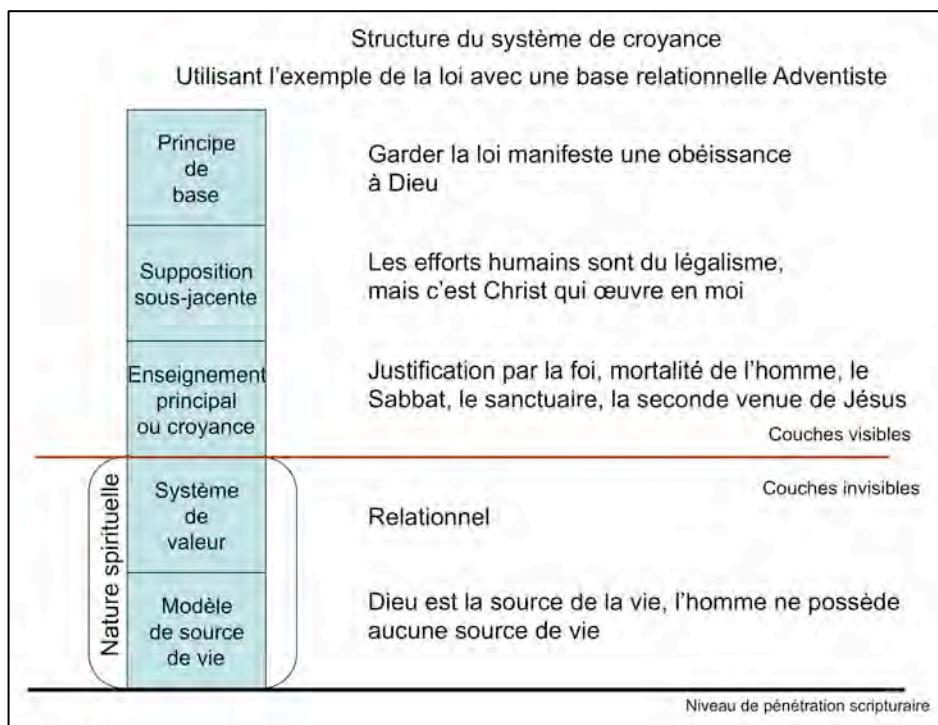 Structure du système de croyance
Utilisant l'exemple de la loi avec une base relationnelle Adventiste
Principe
de
base
Garder la loi manifeste une obéissance
à Dieu
Supposition
sous-jacente
Les efforts humains sont du légalisme,
mais c'est Christ qui œuvre en moi
Enseignement
principal
ou croyance
Justification par la foi, mortalité de l'homme, le
Sabbat, le sanctuaire, la seconde venue de Jésus
Couches visibles
Couches invisibles
Nature spirituelle
Système
de
valeur
Relationnel
Modèle
de source
de vie
Dieu est la source de la vie, l'homme ne possède
aucune source de vie
Niveau de pénétration scripturaire